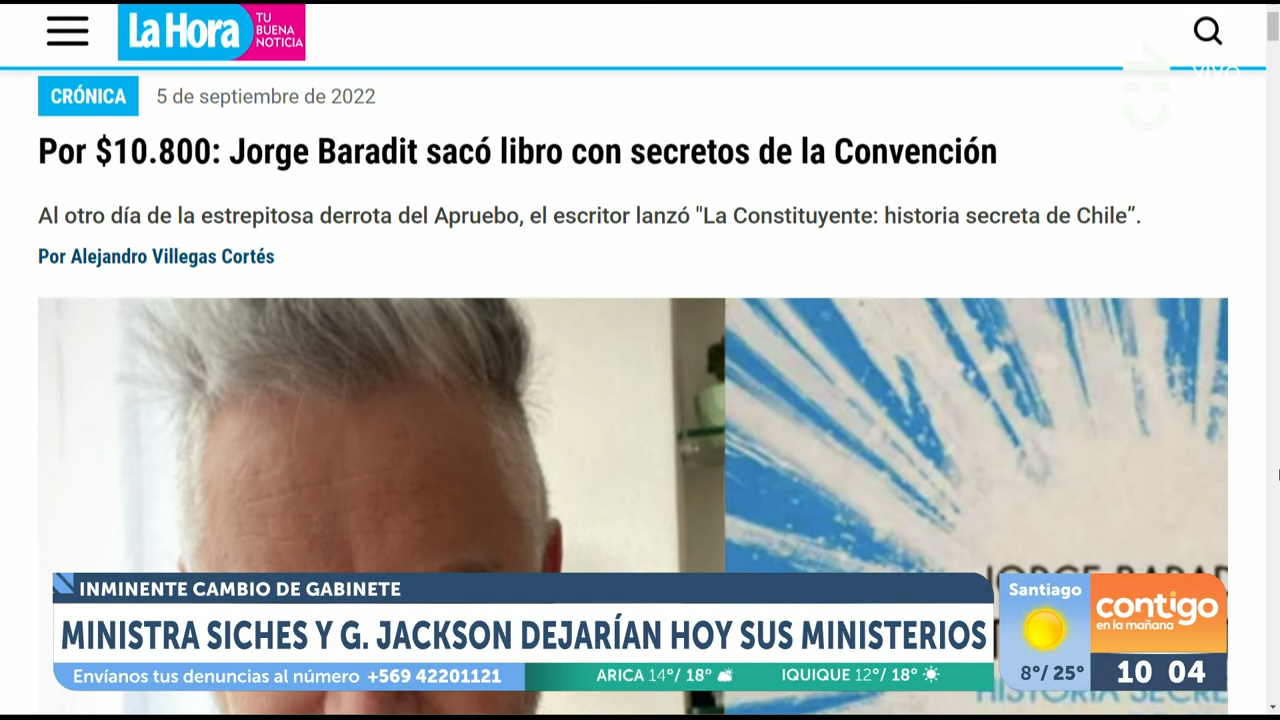 La Hora
TU
BUENA
NOTICIA
VIVO
CRÓNICA
5 de septiembre de 2022
Por $10.800: Jorge Baradit sacó libro con secretos de la Convención
Al otro día de la estrepitosa derrota del Apruebo, el escritor lanzó "La Constituyente: historia secreta de Chile”.
Por Alejandro Villegas Cortés
INMINENTE CAMBIO DE GABINETE
MINISTRA SICHES Y G. JACKSON DEJARÍAN HOY SUS MINISTERIOS
Envíanos tus denuncias al número +569 42201121
ARICA 14°/ 18°
IQUIQUE 12°/ 18°
Santiago
8°/ 25°
contigo
en la mañana
10 04